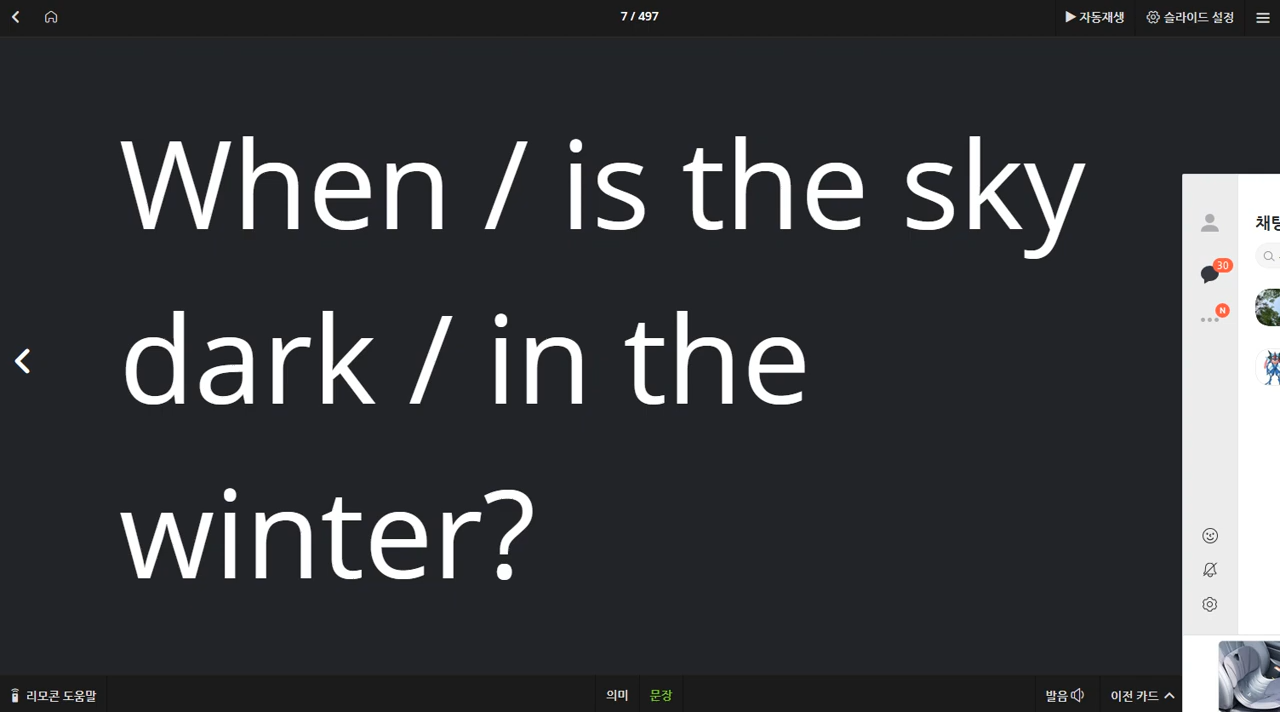 7 / 497
자동재생
슬라이드 설정
When / is the sky
dark / in the
winter?
30
N
리모콘 도움말
의미
문장
발음
이전 카드